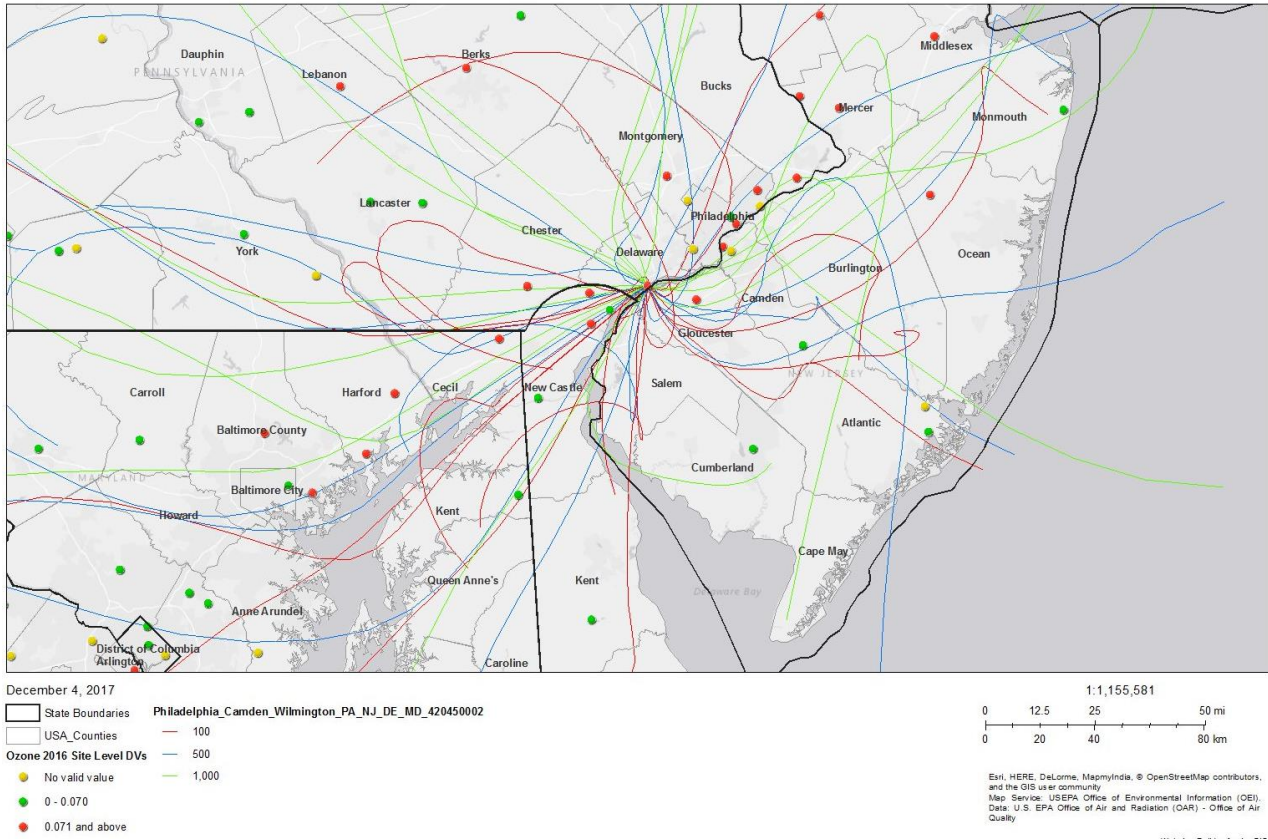 Dauphin
PENNSYLVANIA
Lebanon
Berks
Bucks
Middlesex
Mercer
Monmouth
Montgomery
Lancaster
Philadelphia
Chester
York
Delaware
Ocean
Burlington
Camden
Gloucester
NEW JERSEY
Carroll
Harford
Cecil
New Castle
Salem
Baltimore County
Atlantic
Cumberland
MARYLAND
Baltimore City
Howard
Kent
Cape May
Queen Anne's
Kent
Delaware Bay
Anne Arundel
District of Columbia
Arlington
Caroline
December 4, 2017
State Boundaries
USA_Counties
Ozone 2016 Site Level DVs
No valid value
0 - 0.070
0.071 and above
Philadelphia_Camden_Wilmington_PA_NJ_DE_MD_420450002
100
500
1,000
1:1,155,581
0 12.5 25 50 mi
0 20 40 80 km
Esri, HERE, DeLorme, MapmyIndia, © OpenStreetMap contributors,
and the GIS user community
Map Service: USEPA Office of Environmental Information (OEI).
Data: U.S. EPA Office of Air and Radiation (OAR) - Office of Air
Quality